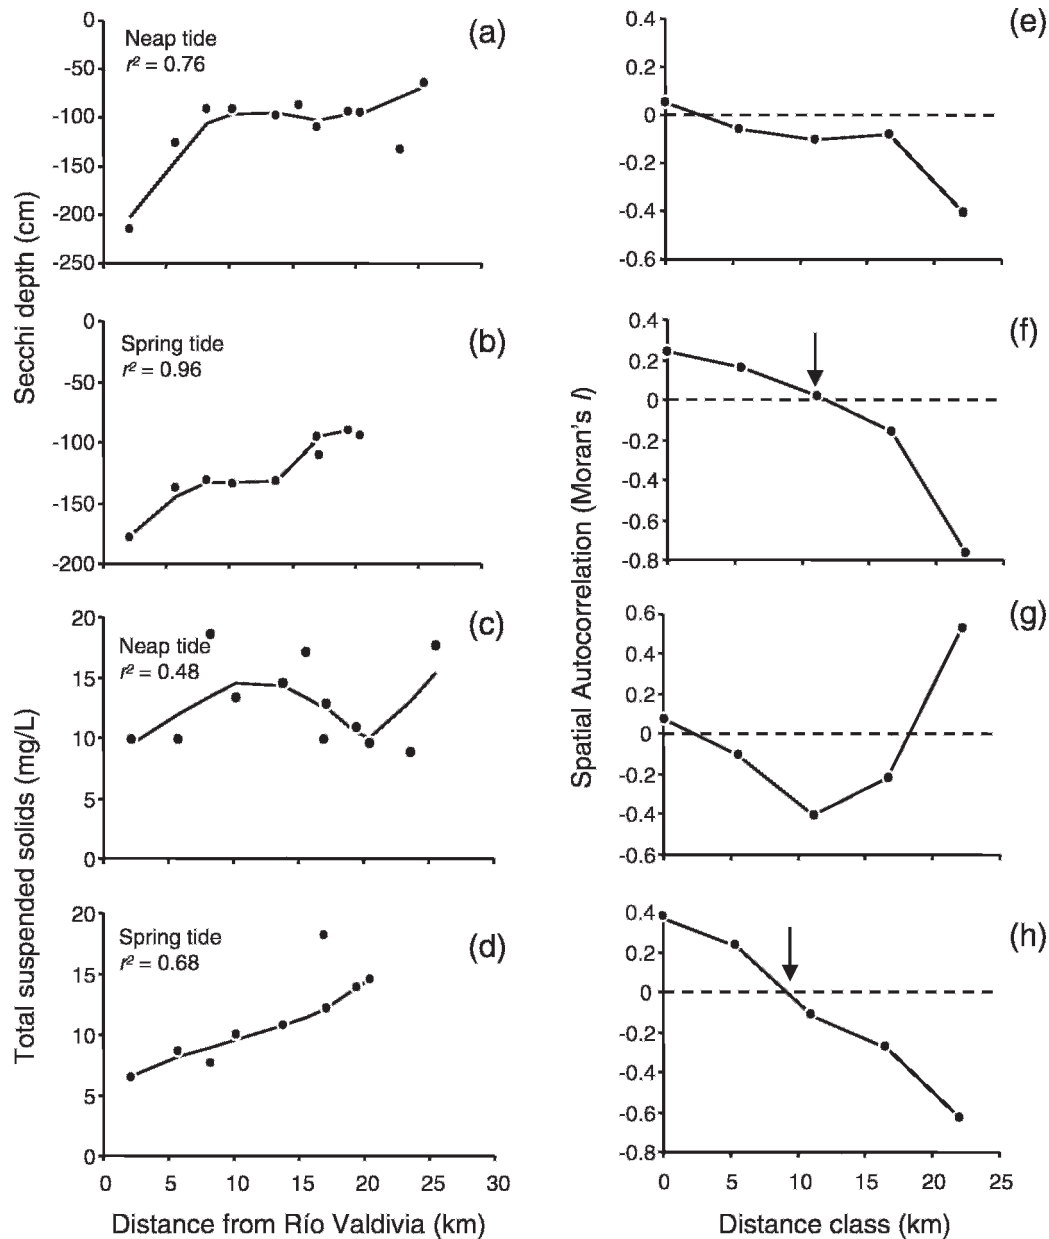 0
-50
-100
-150
-200
-250
Neap tide
r² = 0.76
(a)
0
-50
-100
-150
-200
Spring tide
r² = 0.96
(b)
Secchi depth (cm)
20
15
10
5
0
Neap tide
r² = 0.48
(c)
20
15
10
5
0
Spring tide
r² = 0.68
(d)
Total suspended solids (mg/L)
0 5 10 15 20 25 30
Distance from Río Valdivia (km)
0.4
0.2
0
-0.2
-0.4
-0.6
(e)
0.4
0.2
0
-0.2
-0.4
-0.6
-0.8
(f)
Spatial Autocorrelation (Moran's I)
0.6
0.4
0.2
0
-0.2
-0.4
-0.6
(g)
0.4
0.2
0
-0.2
-0.4
-0.6
-0.8
(h)
0 5 10 15 20 25
Distance class (km)